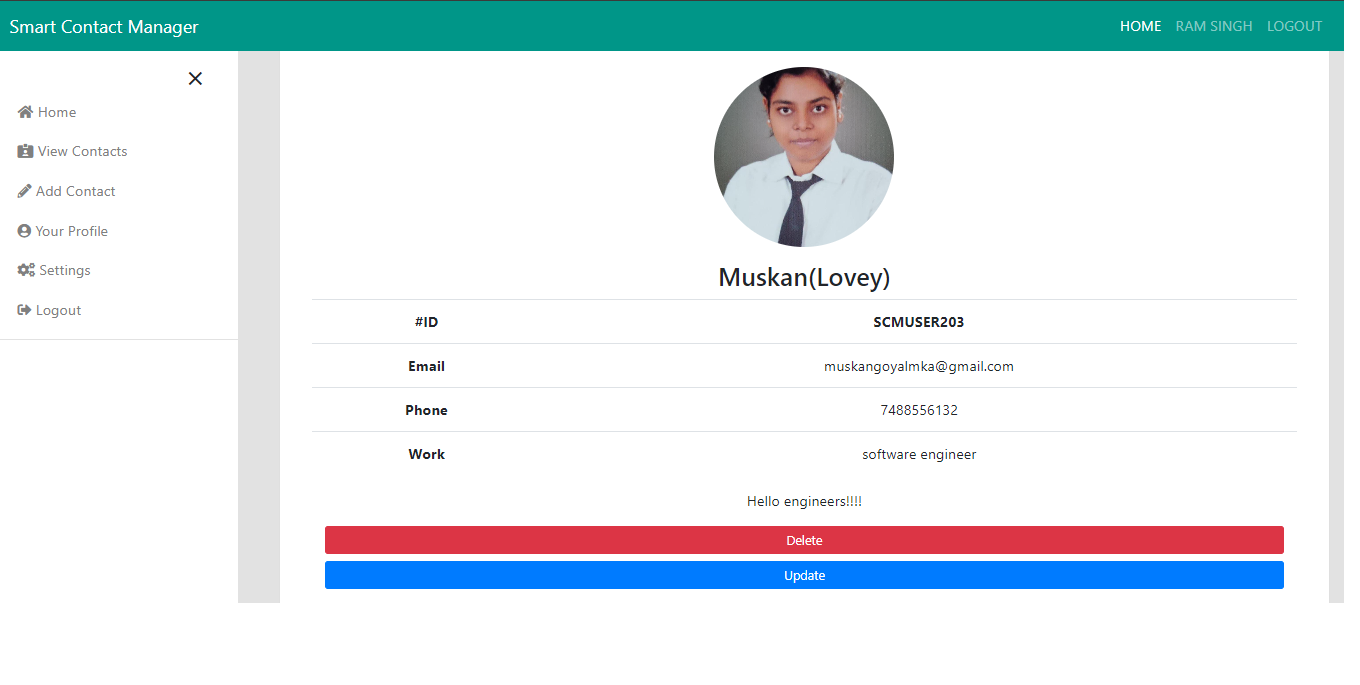 Smart Contact Manager
HOME RAM SINGH LOGOUT
Home
View Contacts
Add Contact
Your Profile
Settings
Logout
Muskan(Lovey)
#ID SCMUSER203
Email muskangoyalmka@gmail.com
Phone 7488556132
Work software engineer
Hello engineers!!!!
Delete
Update